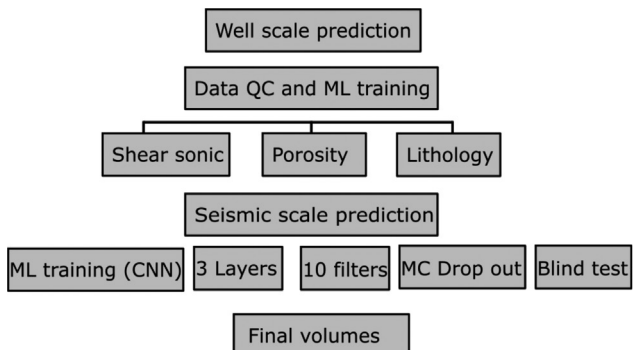 Well scale prediction
Data QC and ML training
Shear sonic
Porosity
Lithology
Seismic scale prediction
ML training (CNN)
3 Layers
10 filters
MC Drop out
Blind test
Final volumes